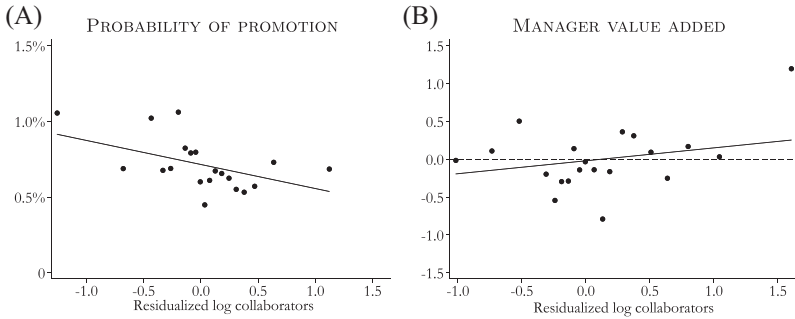 (A)
PROBABILITY OF PROMOTION
1.5%
1.0%
0.5%
0
-1.0 -0.5 0.0 0.5 1.0 1.5
Residualized log collaborators
(B)
MANAGER VALUE ADDED
1.5
1.0
0.5
0.0
-0.5
-1.0
-1.5
-1.0 -0.5 0.0 0.5 1.0 1.5
Residualized log collaborators